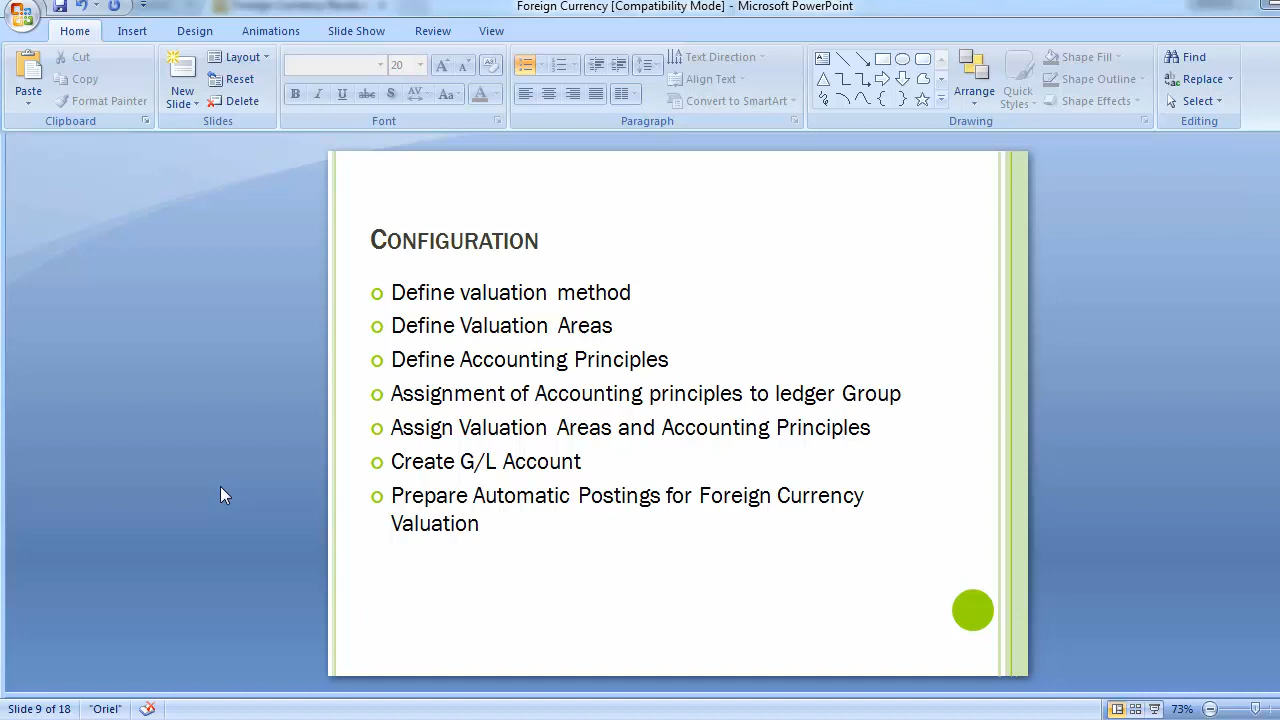 Foreign Currency [Compatibility Mode] - Microsoft PowerPoint
Home Insert Design Animations Slide Show Review View
Paste
Cut
Copy
Format Painter
Clipboard
New Slide
Layout
Reset
Delete
Slides
20
B I U abc S AV Aa A
Font
Text Direction
Align Text
Convert to SmartArt
Paragraph
Arrange
Quick Styles
Shape Fill
Shape Outline
Shape Effects
Drawing
Find
Replace
Select
Editing
CONFIGURATION
Define valuation method
Define Valuation Areas
Define Accounting Principles
Assignment of Accounting principles to ledger Group
Assign Valuation Areas and Accounting Principles
Create G/L Account
Prepare Automatic Postings for Foreign Currency
Valuation
Slide 9 of 18 "Oriel" 73%